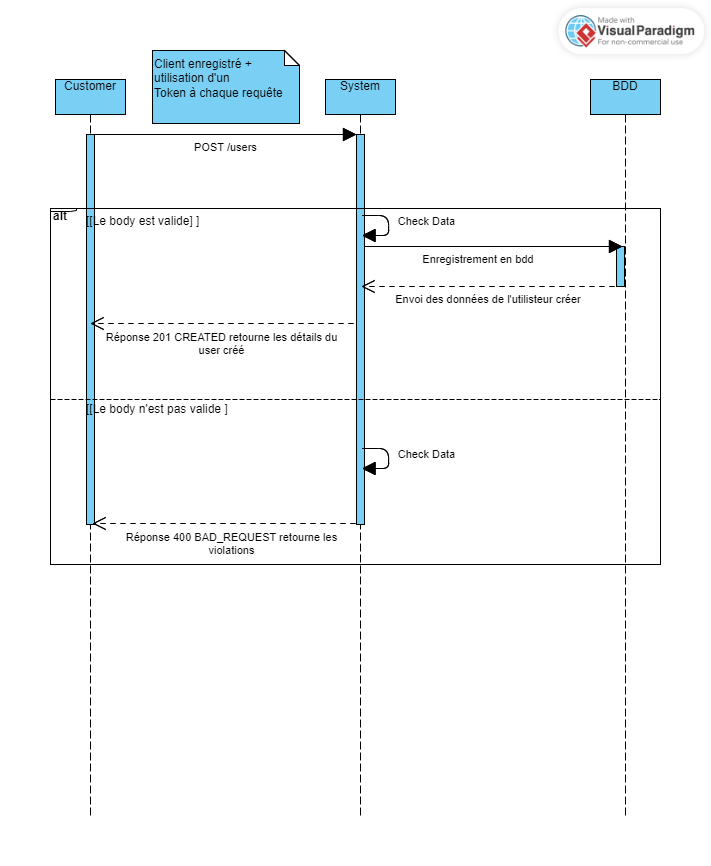 Made with
VisualParadigm
For non-commercial use
Client enregistré +
utilisation d'un
Token à chaque requête
Customer
System
BDD
POST /users
alt
[[Le body est valide] ]
Check Data
Enregistrement en bdd
Envoi des données de l'utilisteur créer
Réponse 201 CREATED retourne les détails du
user créé
[[Le body n'est pas valide ]
Check Data
Réponse 400 BAD_REQUEST retourne les
violations